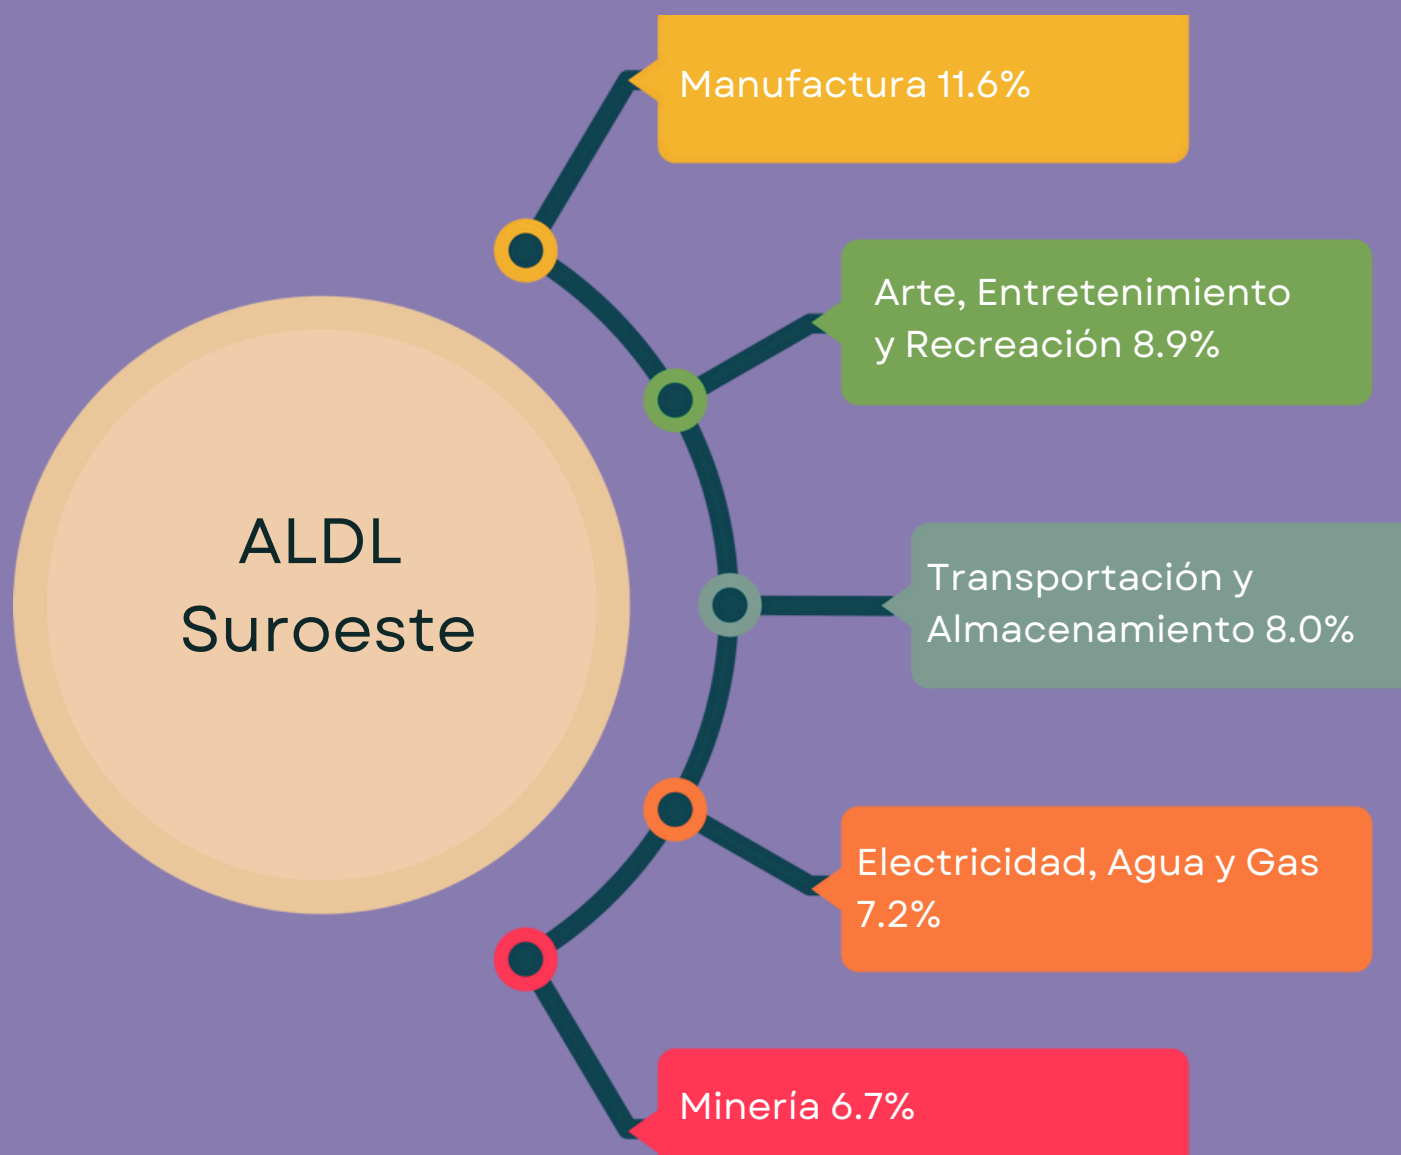 Manufactura 11.6%
Arte, Entretenimiento
y Recreación 8.9%
ALDL
Suroeste
Transportación y
Almacenamiento 8.0%
Electricidad, Agua y Gas
7.2%
Minería 6.7%